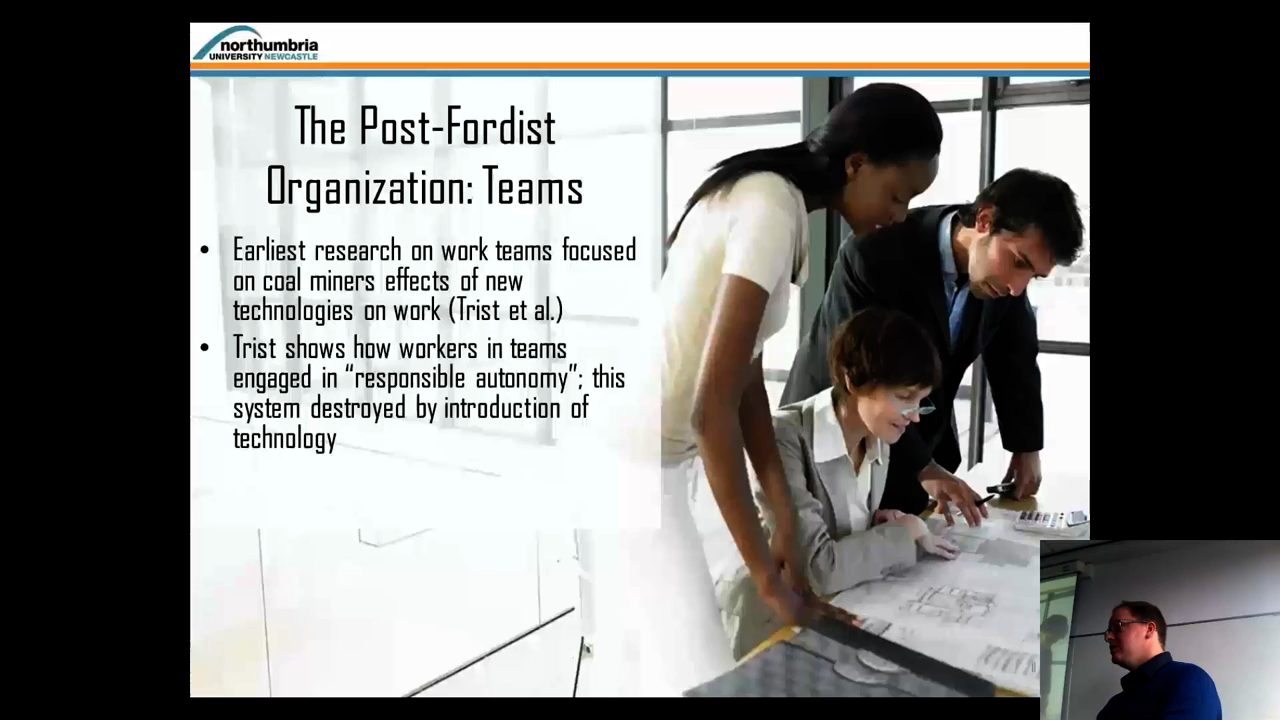 northumbria
UNIVERSITY NEWCASTLE
The Post-Fordist
Organization: Teams
• Earliest research on work teams focused
on coal miners effects of new
technologies on work (Trist et al.)
• Trist shows how workers in teams
engaged in “responsible autonomy”; this
system destroyed by introduction of
technology